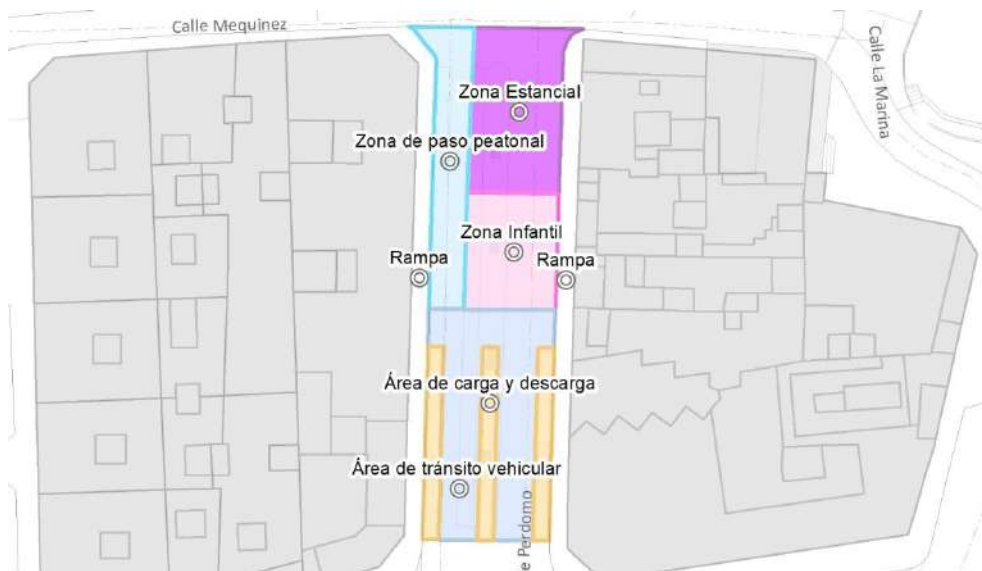 Calle Mequinez
Calle La Marina
Zona Estancial
Zona de paso peatonal
Zona Infantil
Rampa
Rampa
Área de carga y descarga
Área de tránsito vehicular
e Perdomo